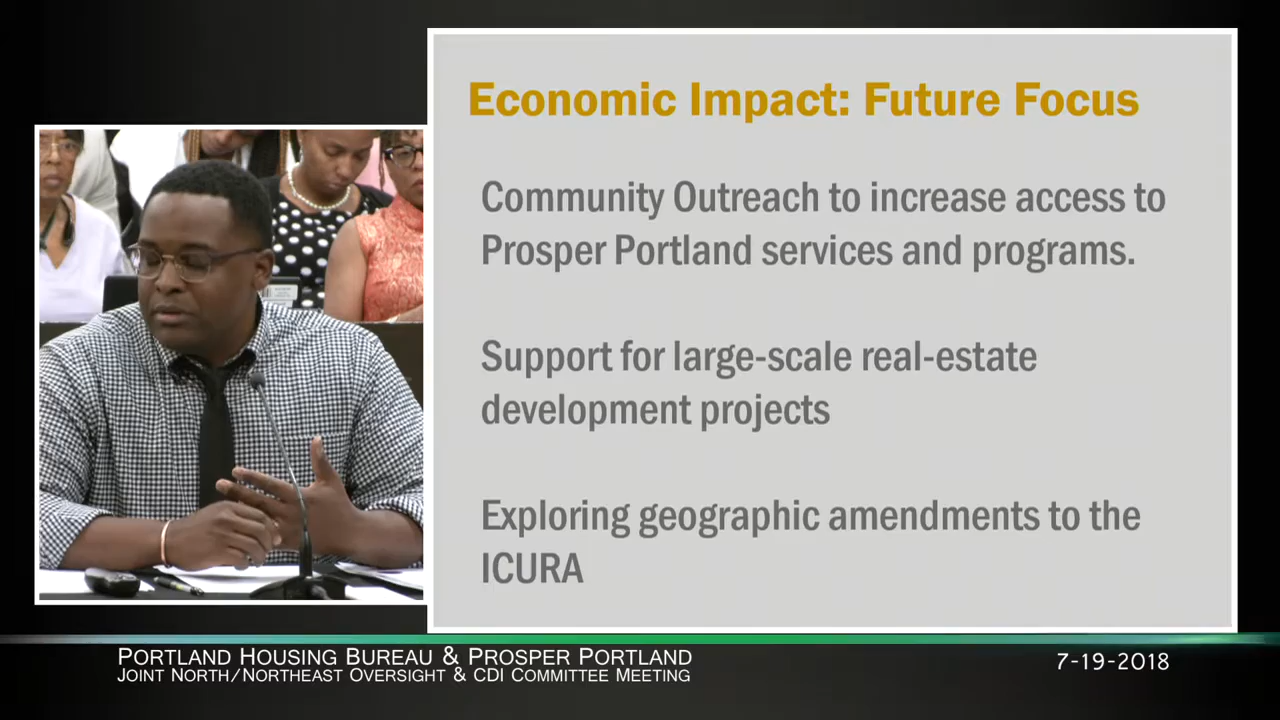 Economic Impact: Future Focus
Community Outreach to increase access to
Prosper Portland services and programs.
Support for large-scale real-estate
development projects
Exploring geographic amendments to the
ICURA
PORTLAND HOUSING BUREAU & PROSPER PORTLAND
JOINT NORTH/NORTHEAST OVERSIGHT & CDI COMMITTEE MEETING
7-19-2018